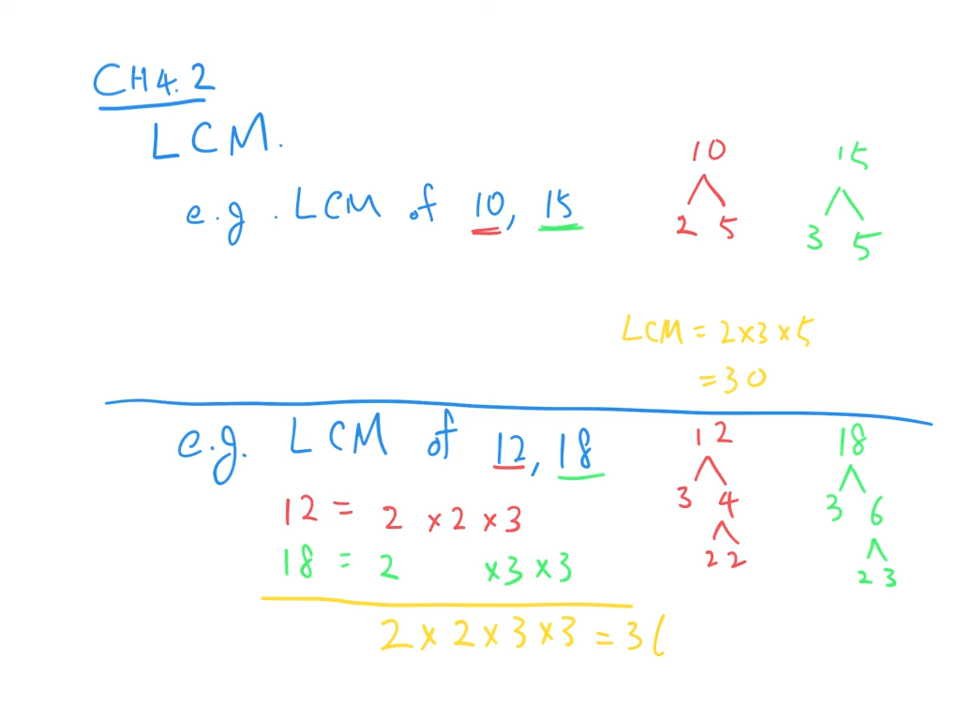 CH4.2
LCM.
e.g. LCM of 10, 15
10
2 5
15
3 5
LCM = 2×3×5
=30
e.g. LCM of 12, 18
12 = 2 ×2 ×3
18 = 2 ×3 ×3
2 × 2 × 3 × 3 = 3(
12
3 4
2 2
18
3 6
2 3